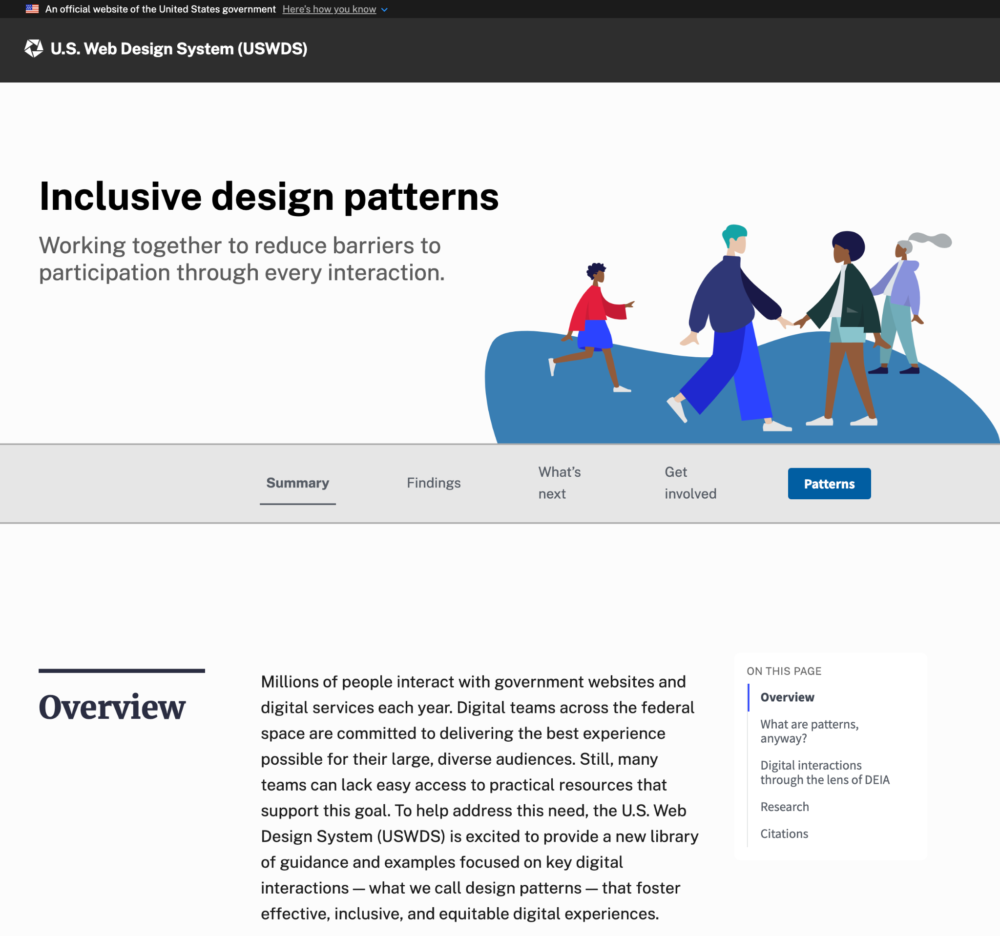 An official website of the United States government Here's how you know
U.S. Web Design System (USWDS)
Inclusive design patterns
Working together to reduce barriers to
participation through every interaction.
Summary
Findings
What’s
next
Get
involved
Patterns
Overview
Millions of people interact with government websites and
digital services each year. Digital teams across the federal
space are committed to delivering the best experience
possible for their large, diverse audiences. Still, many
teams can lack easy access to practical resources that
support this goal. To help address this need, the U.S. Web
Design System (USWDS) is excited to provide a new library
of guidance and examples focused on key digital
interactions — what we call design patterns — that foster
effective, inclusive, and equitable digital experiences.
ON THIS PAGE
Overview
What are patterns,
anyway?
Digital interactions
through the lens of DEIA
Research
Citations